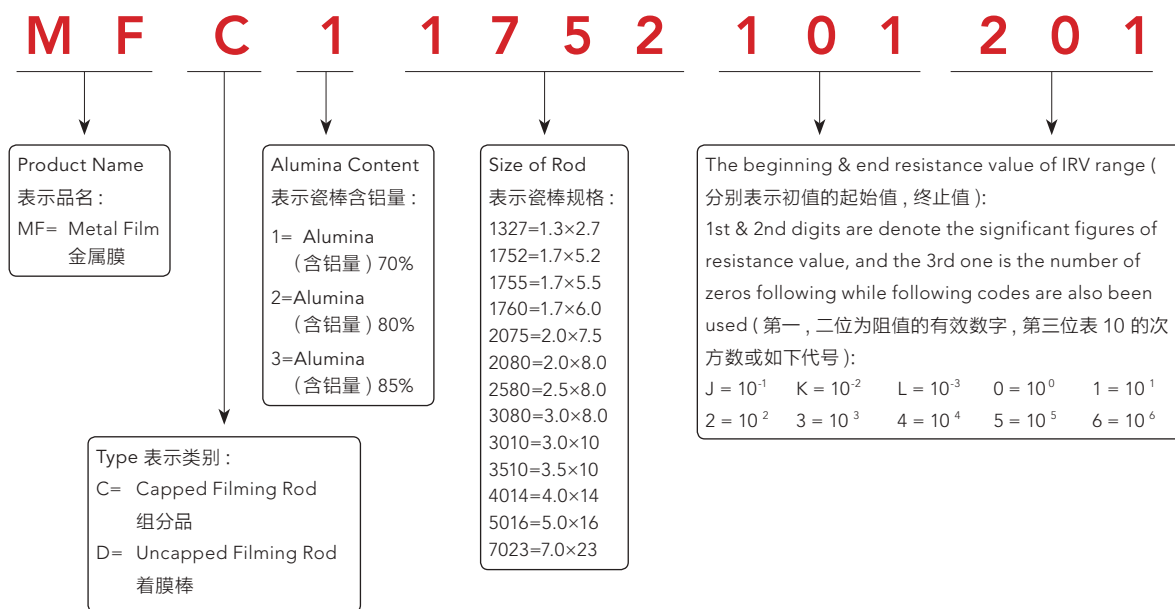 M F C 1 1 7 5 2 1 0 1 2 0 1
Product Name
表示品名 :
MF= Metal Film
金属膜
Alumina Content
表示瓷棒含铝量 :
1= Alumina
( 含铝量 ) 70%
2=Alumina
( 含铝量 ) 80%
3=Alumina
( 含铝量 ) 85%
Size of Rod
表示瓷棒规格 :
1327=1.3×2.7
1752=1.7×5.2
1755=1.7×5.5
1760=1.7×6.0
2075=2.0×7.5
2080=2.0×8.0
2580=2.5×8.0
3080=3.0×8.0
3010=3.0×10
3510=3.5×10
4014=4.0×14
5016=5.0×16
7023=7.0×23
The beginning & end resistance value of IRV range (
分别表示初值的起始值 , 终止值 ):
1st & 2nd digits are denote the significant figures of
resistance value, and the 3rd one is the number of
zeros following while following codes are also been
used ( 第一 , 二位为阻值的有效数字 , 第三位表 10 的次
方数或如下代号 ):
J = 10⁻¹ K = 10⁻² L = 10⁻³ 0 = 10⁰ 1 = 10¹
2 = 10² 3 = 10³ 4 = 10⁴ 5 = 10⁵ 6 = 10⁶
Type 表示类别 :
C= Capped Filming Rod
组分品
D= Uncapped Filming Rod
着膜棒